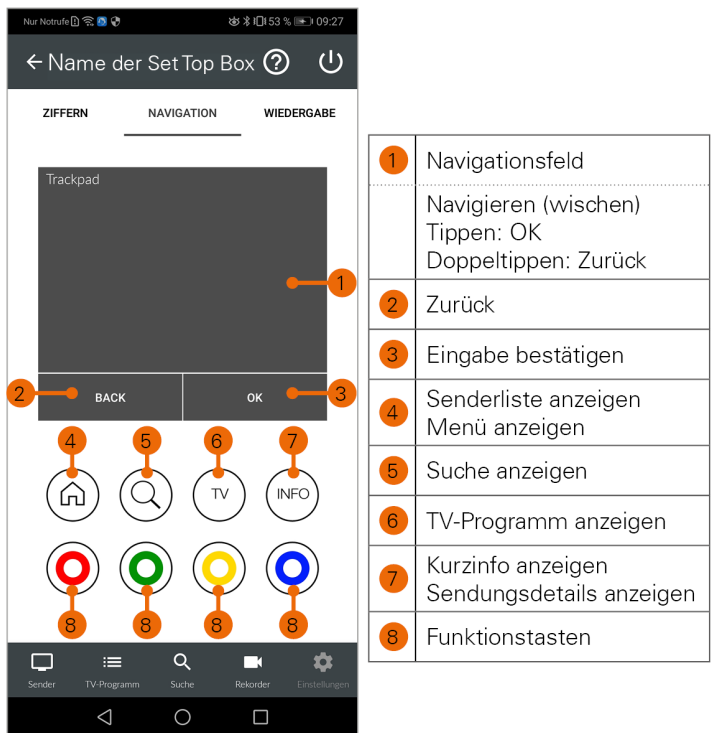 Nur Notrufe 53 % 09:27
Name der Set Top Box
ZIFFERN NAVIGATION WIEDERGABE
Trackpad
1
2 BACK OK 3
4 5 6 7
TV INFO
8 8 8 8
Sender TV-Programm Suche Rekorder Einstellungen
1 Navigationsfeld
Navigieren (wischen)
Tippen: OK
Doppeltippen: Zurück
2 Zurück
3 Eingabe bestätigen
4 Senderliste anzeigen
Menü anzeigen
5 Suche anzeigen
6 TV-Programm anzeigen
7 Kurzinfo anzeigen
Sendungsdetails anzeigen
8 Funktionstasten